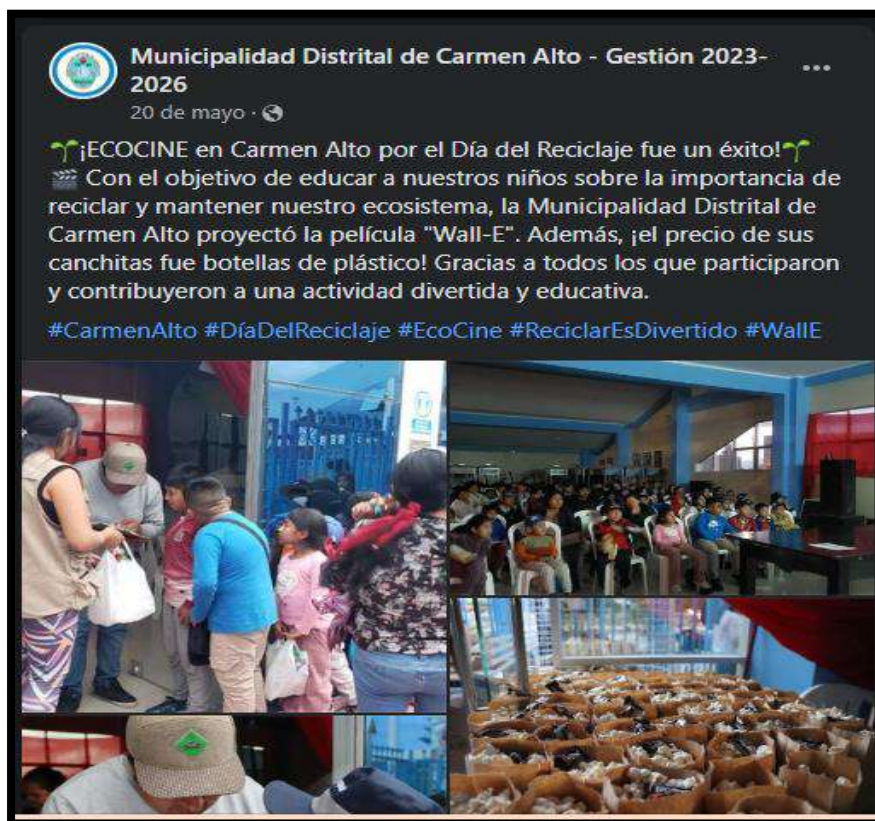 Municipalidad Distrital de Carmen Alto - Gestión 2023-
2026
20 de mayo ·
🌱¡ECOCINE en Carmen Alto por el Día del Reciclaje fue un éxito!🌱
🎬 Con el objetivo de educar a nuestros niños sobre la importancia de
reciclar y mantener nuestro ecosistema, la Municipalidad Distrital de
Carmen Alto proyectó la película "Wall-E". Además, ¡el precio de sus
canchitas fue botellas de plástico! Gracias a todos los que participaron
y contribuyeron a una actividad divertida y educativa.
#CarmenAlto #DíaDelReciclaje #EcoCine #ReciclarEsDivertido #WallE